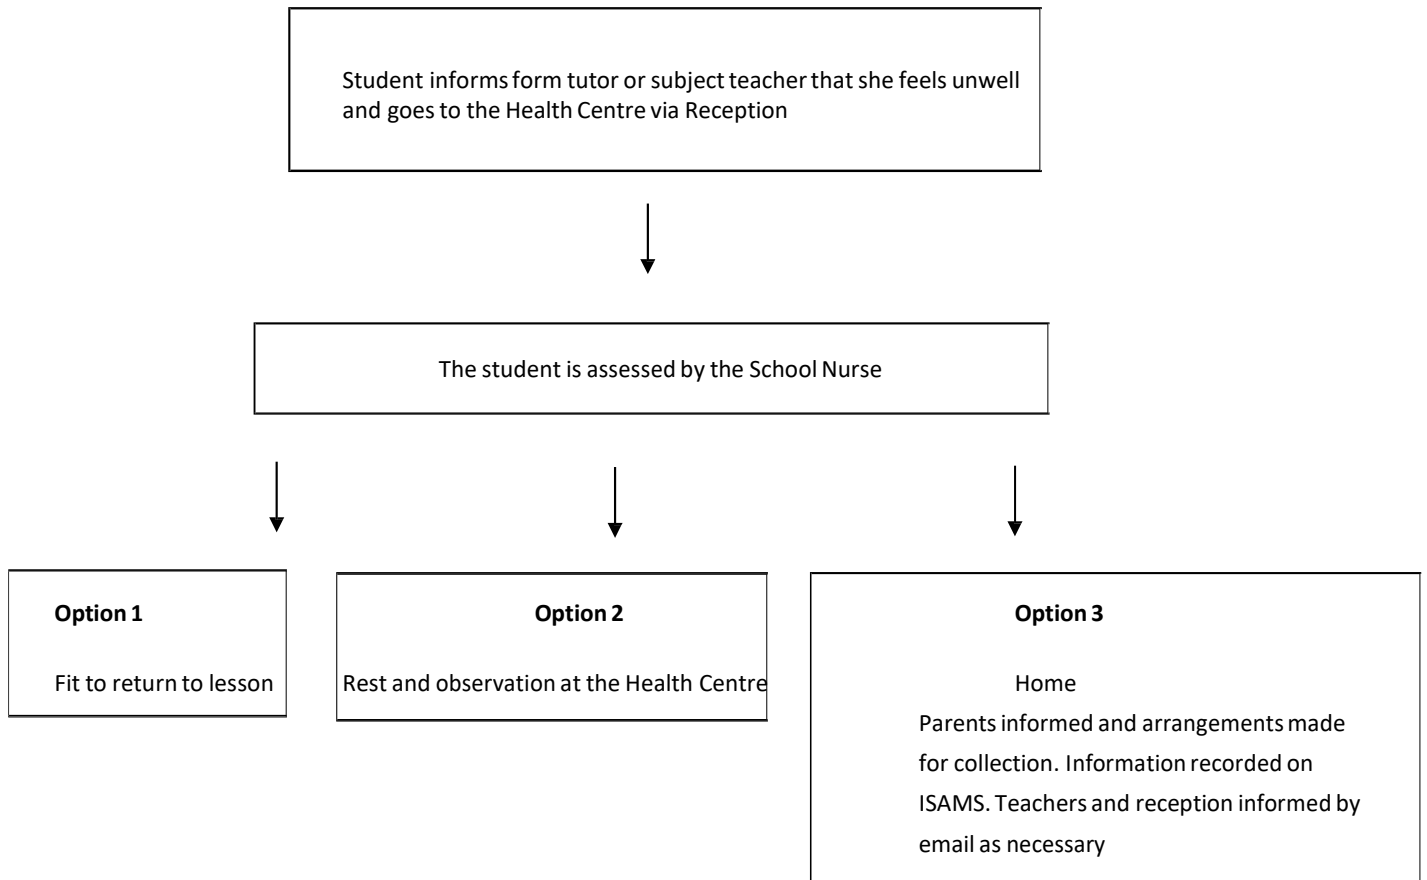 Student informs form tutor or subject teacher that she feels unwell
and goes to the Health Centre via Reception
The student is assessed by the School Nurse
Option 1
Fit to return to lesson
Option 2
Rest and observation at the Health Centre
Option 3
Home
Parents informed and arrangements made
for collection. Information recorded on
ISAMS. Teachers and reception informed by
email as necessary